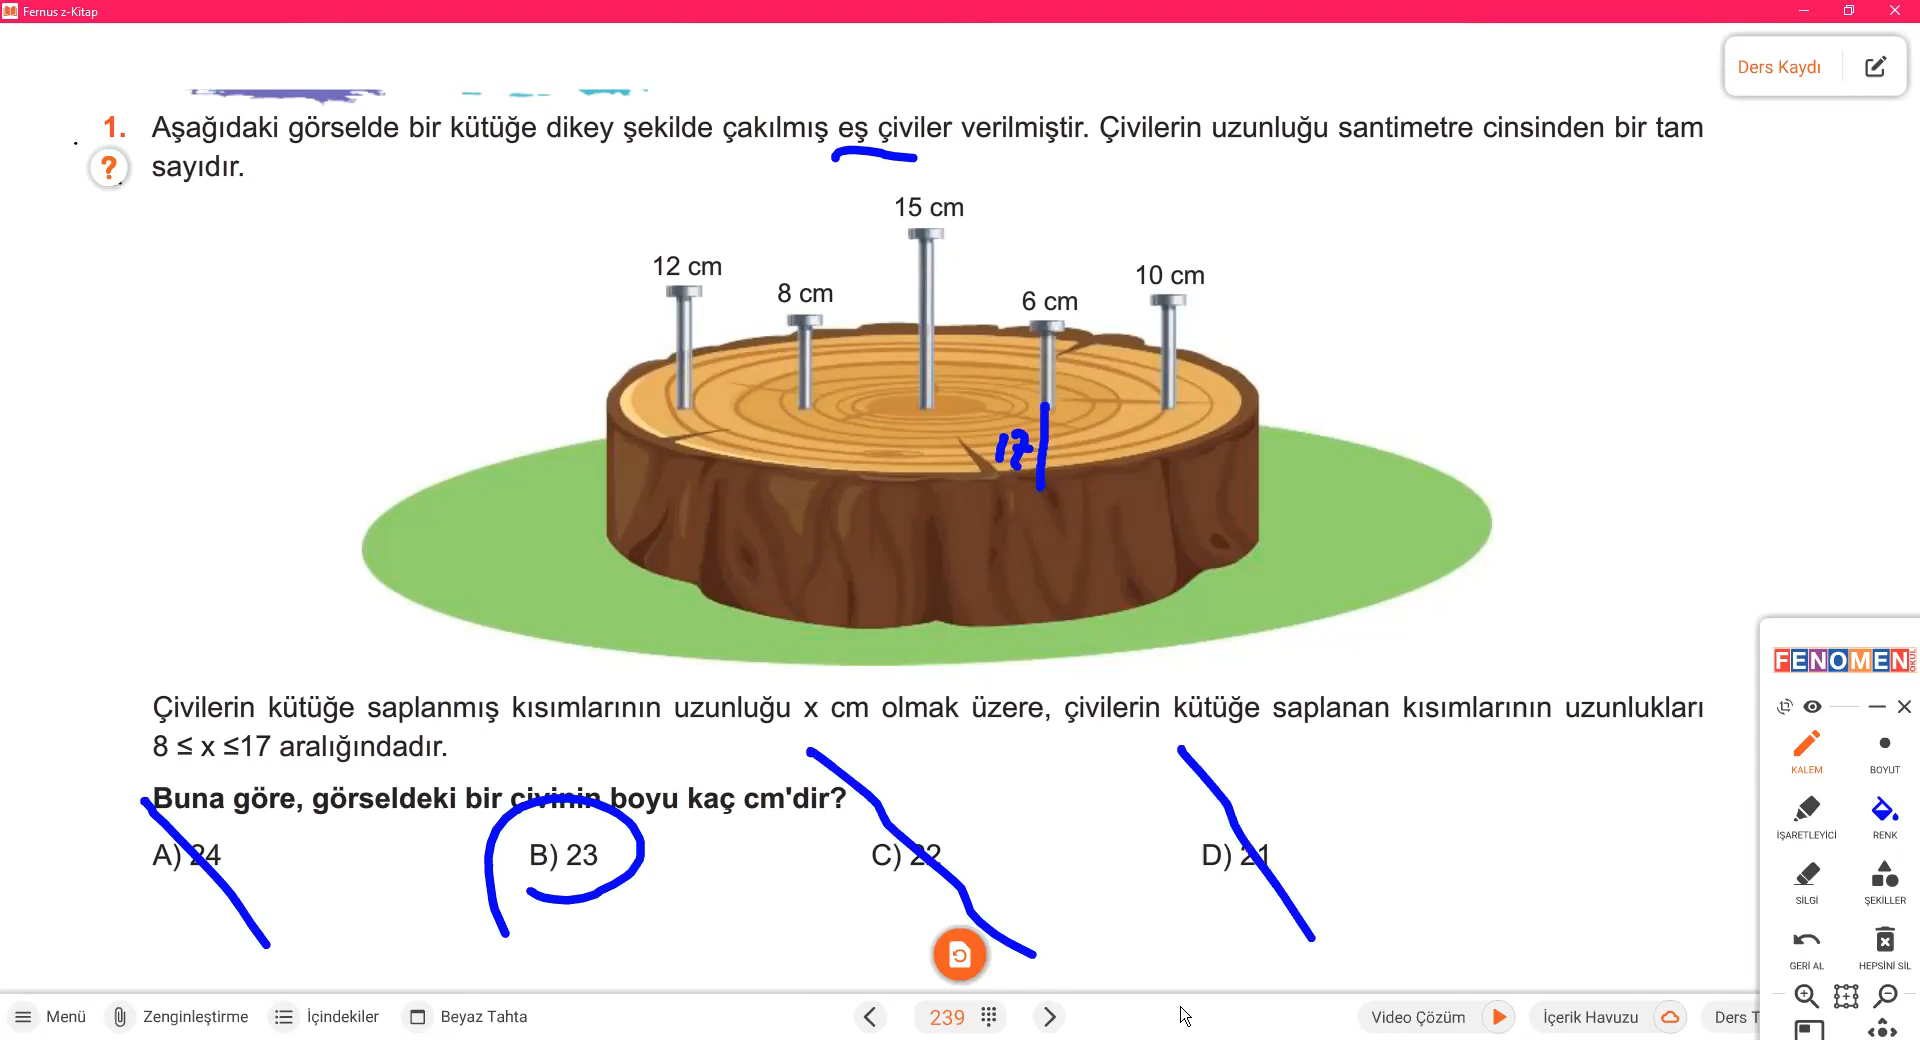 Fernus z-Kitap
Ders Kaydı
1. Aşağıdaki görselde bir kütüğe dikey şekilde çakılmış eş çiviler verilmiştir. Çivilerin uzunluğu santimetre cinsinden bir tam
? sayıdır.
15 cm
12 cm
8 cm
6 cm
10 cm
17
Çivilerin kütüğe saplanmış kısımlarının uzunluğu x cm olmak üzere, çivilerin kütüğe saplanan kısımlarının uzunlukları
8 ≤ x ≤17 aralığındadır.
Buna göre, görseldeki bir çivinin boyu kaç cm'dir?
A) 24 B) 23 C) 22 D) 21
FENOMEN OKUL
KALEM BOYUT
İŞARETLEYİCİ RENK
SİLGİ ŞEKİLLER
GERİ AL HEPSİNİ SİL
Menü Zenginleştirme İçindekiler Beyaz Tahta 239 Video Çözüm İçerik Havuzu Ders T